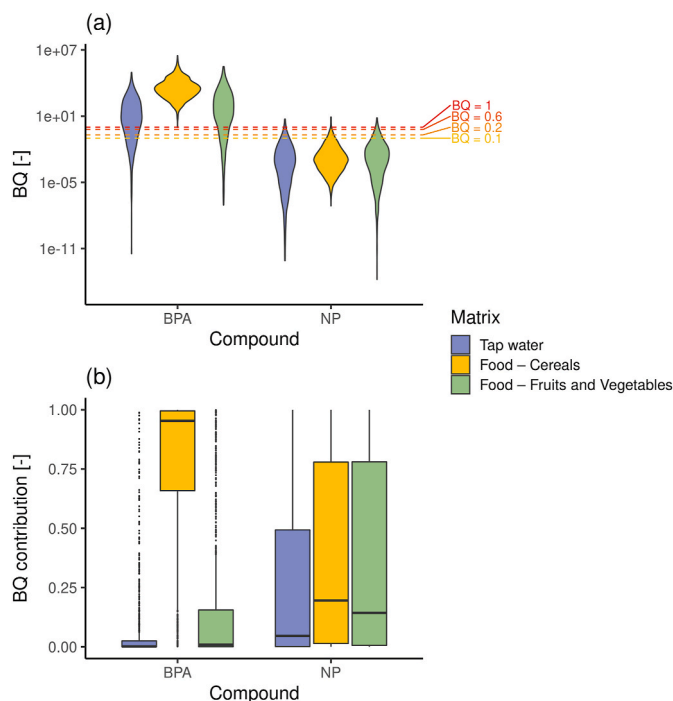 (a)
1e+07
1e+01
1e-05
1e-11
BQ [-]
BQ = 1
BQ = 0.6
BQ = 0.2
BQ = 0.1
BPA
NP
Compound
Matrix
Tap water
Food – Cereals
Food – Fruits and Vegetables
(b)
1.00
0.75
0.50
0.25
0.00
BQ contribution [-]
BPA
NP
Compound